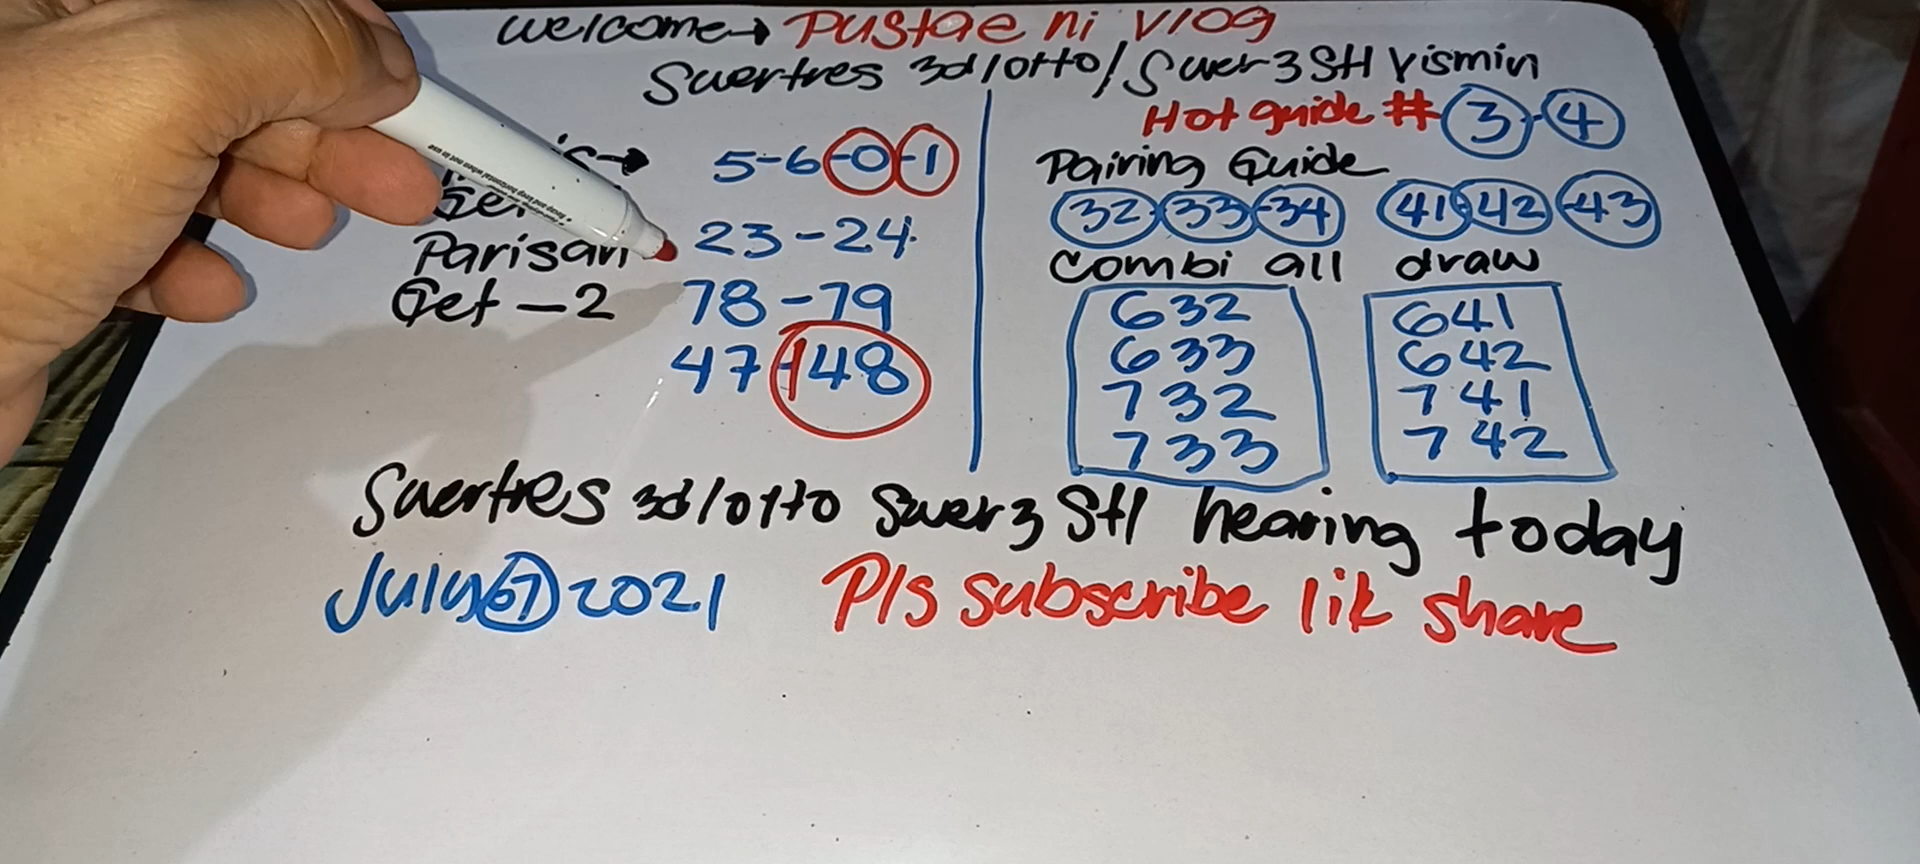 welcome→ Pustae ni Vlog
Suertres 3d/otto/Swer3 Stl Vismin
5-6-0-1
Get
Parisan 23-24
Get-2 78-79
47-48
Hot guide # 3-4
Pairing Guide
32-33-34 41-42-43
Combi all draw
632 641
633 642
732 741
733 742
Suertres 3d/otto Swer3 Stl hearing today
July 07 2021 Pls subscribe lik share